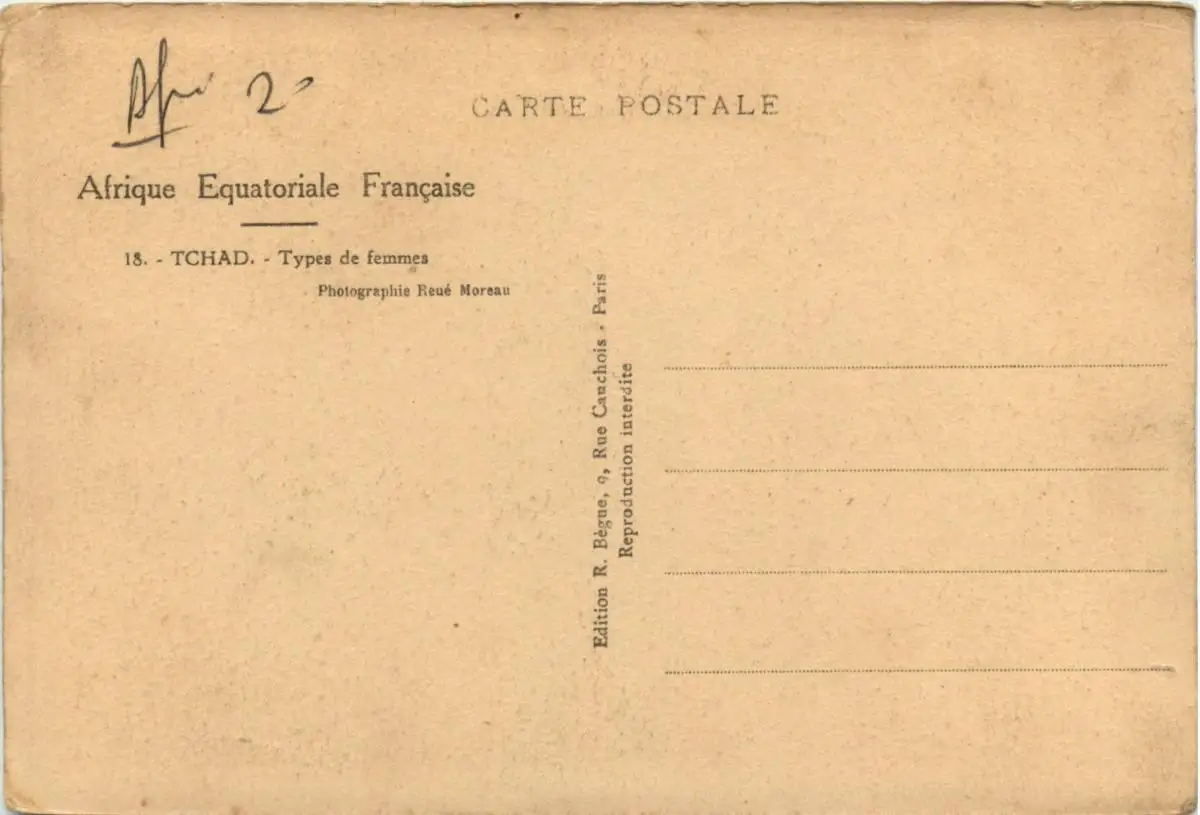 Afr 2
CARTE POSTALE
Afrique Equatoriale Française
18. - TCHAD. - Types de femmes
Photographie René Moreau
Edition R. Bègue, 9, Rue Cauchois - Paris
Reproduction interdite